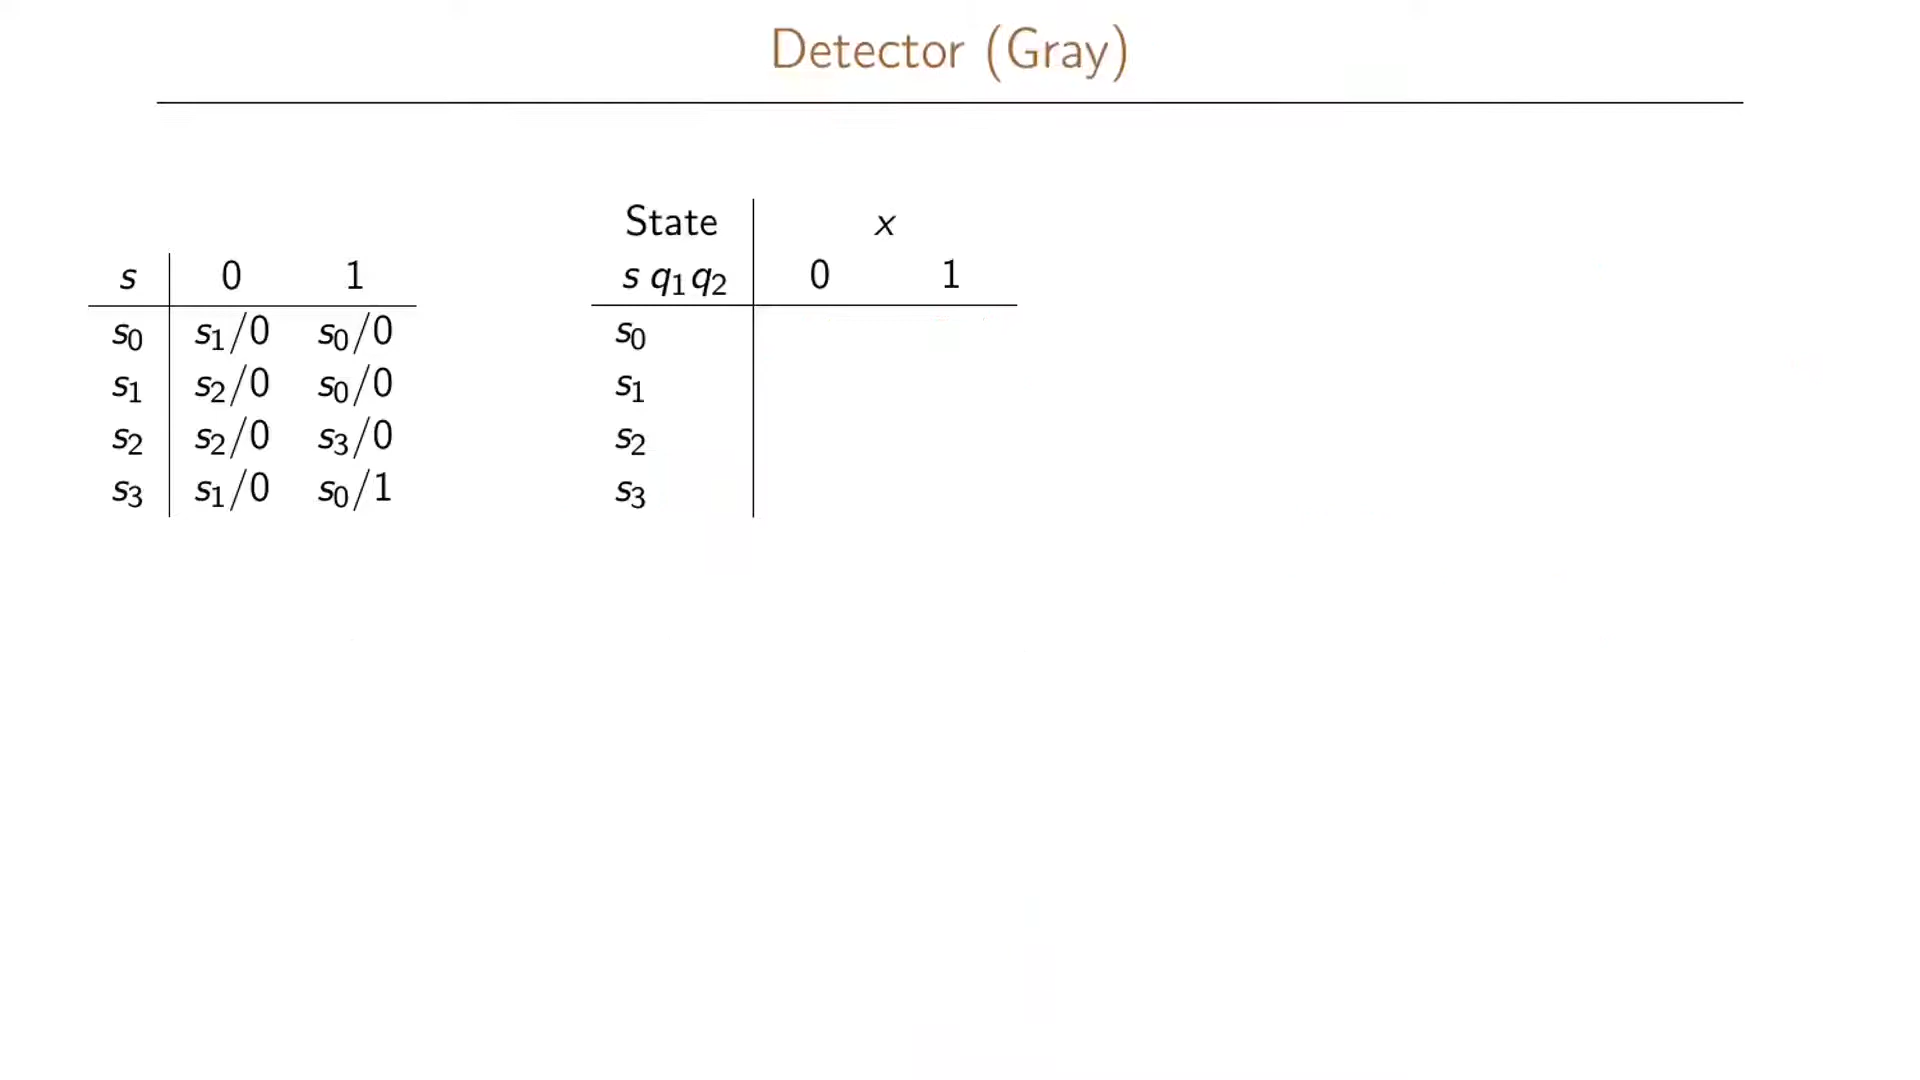 Detector (Gray)
s 0 1
s₀ s₁/0 s₀/0
s₁ s₂/0 s₀/0
s₂ s₂/0 s₃/0
s₃ s₁/0 s₀/1
State x
s q₁q₂ 0 1
s₀
s₁
s₂
s₃